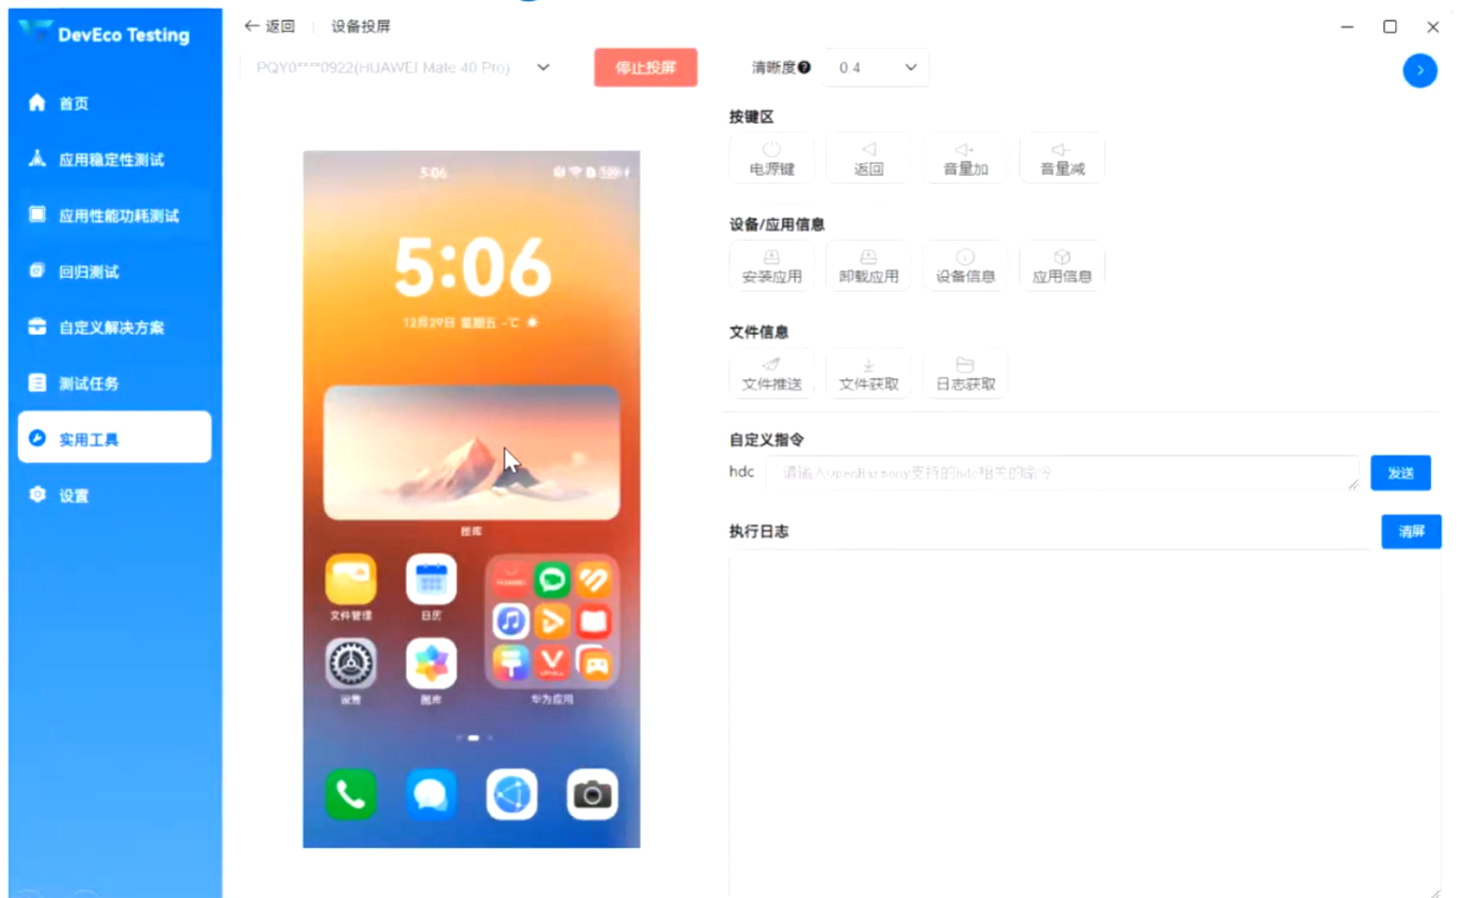 DevEco Testing
首页
应用稳定性测试
应用性能功耗测试
回归测试
自定义解决方案
测试任务
实用工具
设置
返回 设备投屏
PQY0****0922(HUAWEI Mate 40 Pro) 停止投屏 清晰度 0.4
5:06 100
5:06
12月29日 星期五 -°C
图库
文件管理 日历
HUAWEI
设置 图库 华为应用
按键区
电源键 返回 音量加 音量减
设备/应用信息
安装应用 卸载应用 设备信息 应用信息
文件信息
文件推送 文件获取 日志获取
自定义指令
hdc 请输入OpenHarmony支持的hdc相关的命令 发送
执行日志 清屏